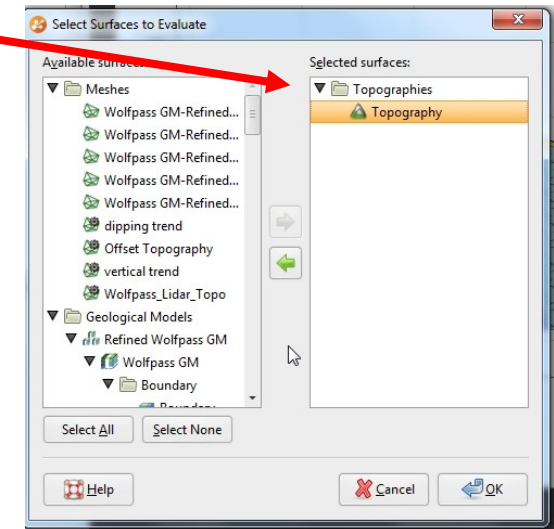 Select Surfaces to Evaluate
Available surfaces:
Selected surfaces:
Meshes
Wolfpass GM-Refined...
Wolfpass GM-Refined...
Wolfpass GM-Refined...
Wolfpass GM-Refined...
Wolfpass GM-Refined...
dipping trend
Offset Topography
vertical trend
Wolfpass_Lidar_Topo
Geological Models
Refined Wolfpass GM
Wolfpass GM
Boundary
Boundary
Topographies
Topography
Select All
Select None
Help
Cancel
OK